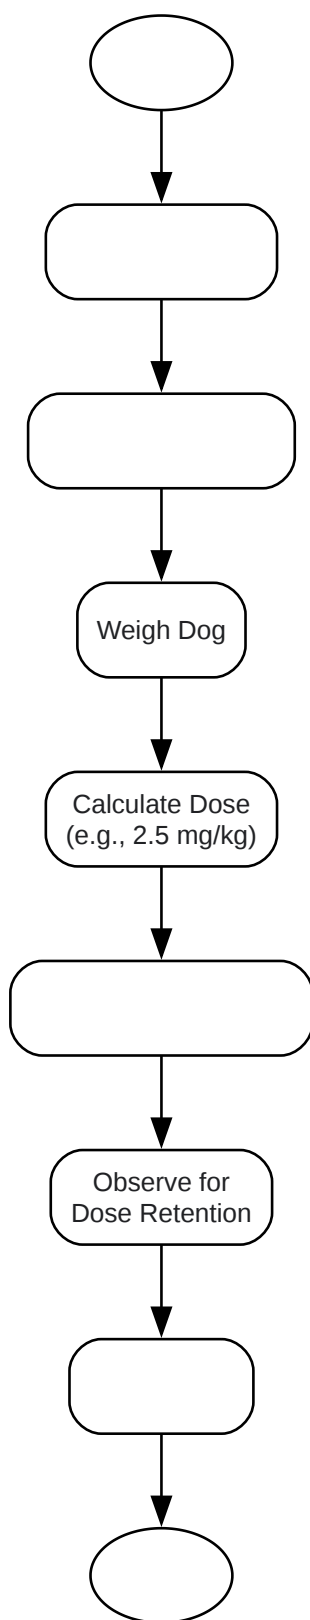 Weigh Dog
Calculate Dose
(e.g., 2.5 mg/kg)
Observe for
Dose Retention